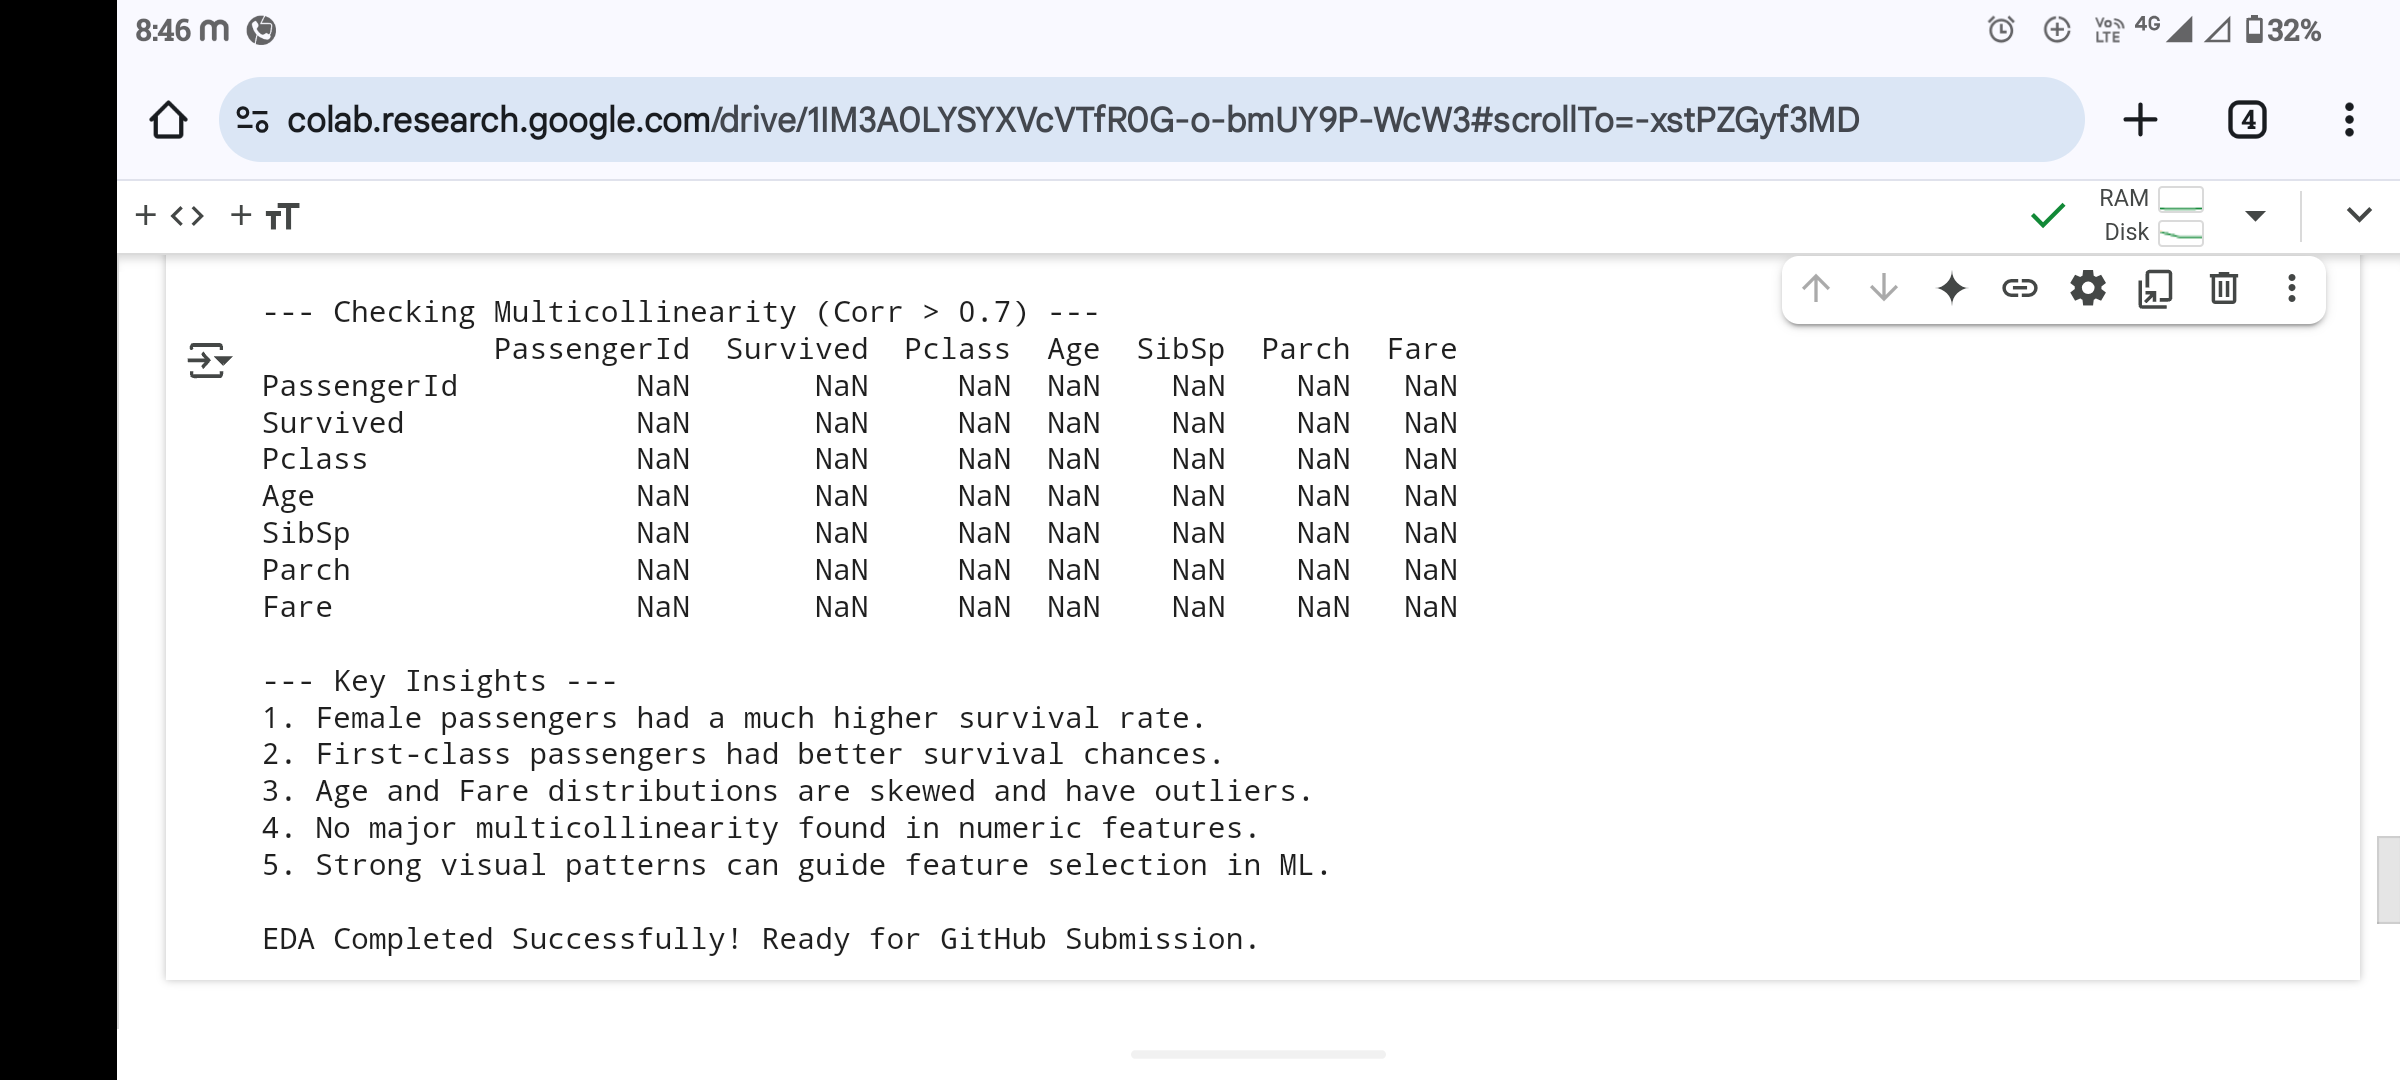 8:46 m
VoLTE 4G 32%
colab.research.google.com/drive/1IM3A0LYSYXVcVTfR0G-o-bmUY9P-WcW3#scrollTo=-xstPZGyf3MD
4
+ <> + TT
RAM
Disk
--- Checking Multicollinearity (Corr > 0.7) ---
PassengerId Survived Pclass Age SibSp Parch Fare
PassengerId NaN NaN NaN NaN NaN NaN NaN
Survived NaN NaN NaN NaN NaN NaN NaN
Pclass NaN NaN NaN NaN NaN NaN NaN
Age NaN NaN NaN NaN NaN NaN NaN
SibSp NaN NaN NaN NaN NaN NaN NaN
Parch NaN NaN NaN NaN NaN NaN NaN
Fare NaN NaN NaN NaN NaN NaN NaN
--- Key Insights ---
1. Female passengers had a much higher survival rate.
2. First-class passengers had better survival chances.
3. Age and Fare distributions are skewed and have outliers.
4. No major multicollinearity found in numeric features.
5. Strong visual patterns can guide feature selection in ML.
EDA Completed Successfully! Ready for GitHub Submission.